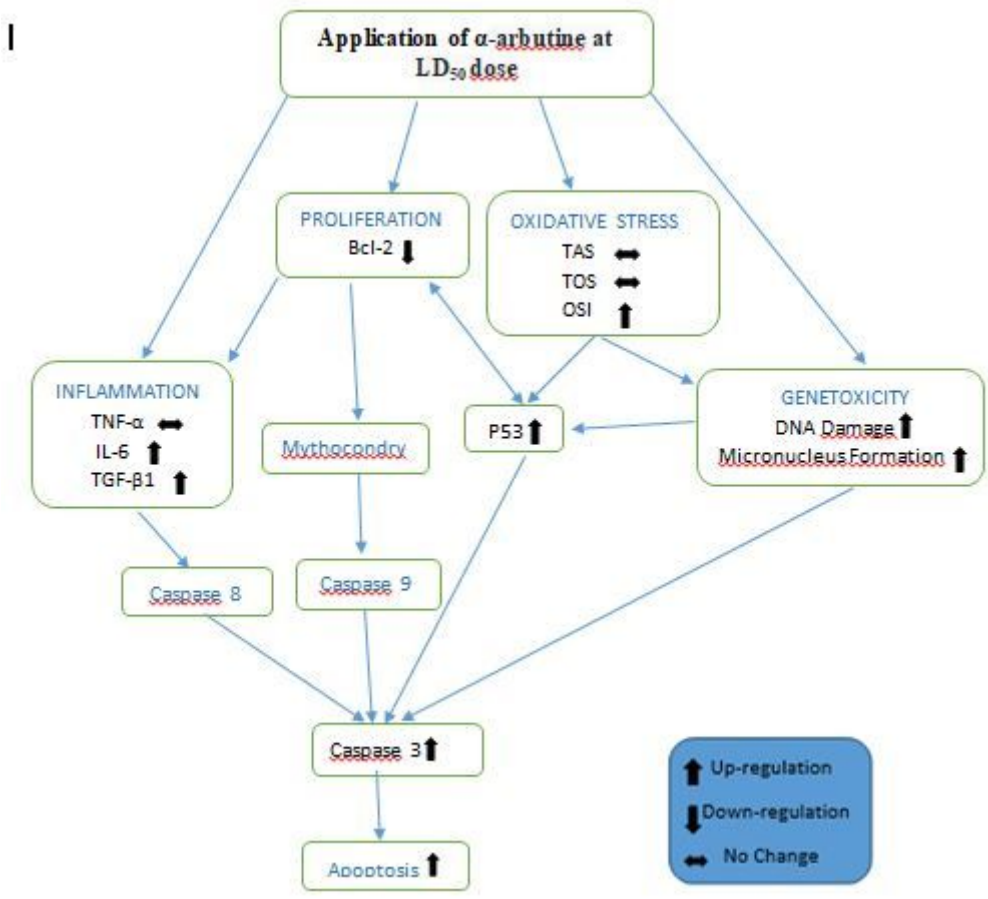 I
Application of α-arbutine at
LD50 dose
PROLIFERATION
Bcl-2
OXIDATIVE STRESS
TAS
TOS
OSI
INFLAMMATION
TNF-α
IL-6
TGF-β1
Mythocondry
P53
GENETOXICITY
DNA Damage
Micronucleus Formation
Caspase 8
Caspase 9
Caspase 3
Apoptosis
Up-regulation
Down-regulation
No Change